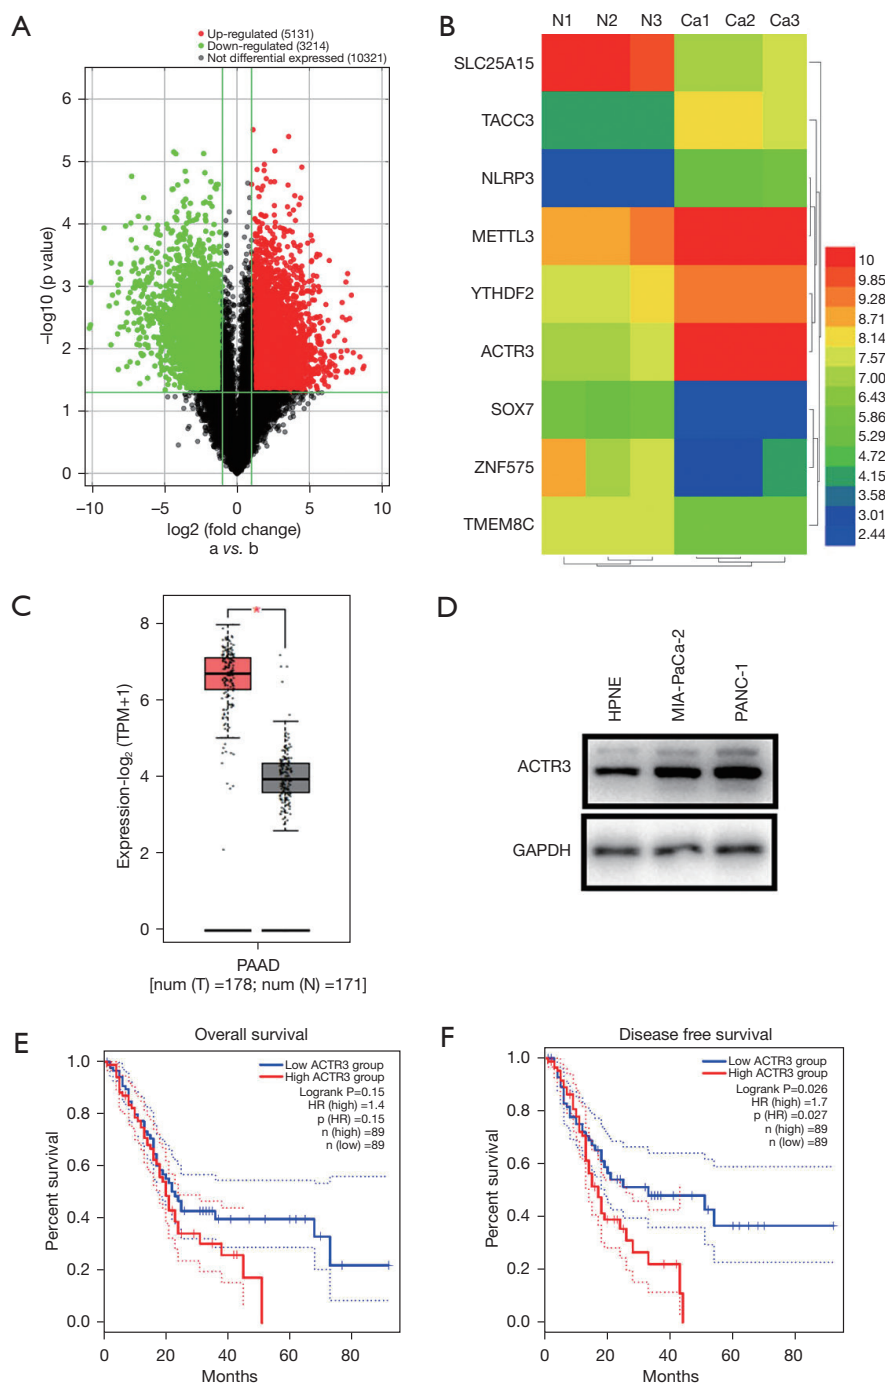 A
Up-regulated (5131)
Down-regulated (3214)
Not differential expressed (10321)
–log10 (p value)
6
5
4
3
2
1
0
–10
–5
0
5
10
log2 (fold change)
a vs. b
B
N1 N2 N3 Ca1 Ca2 Ca3
SLC25A15
TACC3
NLRP3
METTL3
YTHDF2
ACTR3
SOX7
ZNF575
TMEM8C
10
9.85
9.28
8.71
8.14
7.57
7.00
6.43
5.86
5.29
4.72
4.15
3.58
3.01
2.44
C
Expression-log2 (TPM+1)
8
6
4
2
0
*
PAAD
[num (T) =178; num (N) =171]
D
HPNE
MIA-PaCa-2
PANC-1
ACTR3
GAPDH
E
Overall survival
Low ACTR3 group
High ACTR3 group
Logrank P=0.15
HR (high) =1.4
p (HR) =0.15
n (high) =89
n (low) =89
Percent survival
1.0
0.8
0.6
0.4
0.2
0.0
0 20 40 60 80
Months
F
Disease free survival
Low ACTR3 group
High ACTR3 group
Logrank P=0.026
HR (high) =1.7
p (HR) =0.027
n (high) =89
n (low) =89
Percent survival
1.0
0.8
0.6
0.4
0.2
0.0
0 20 40 60 80
Months